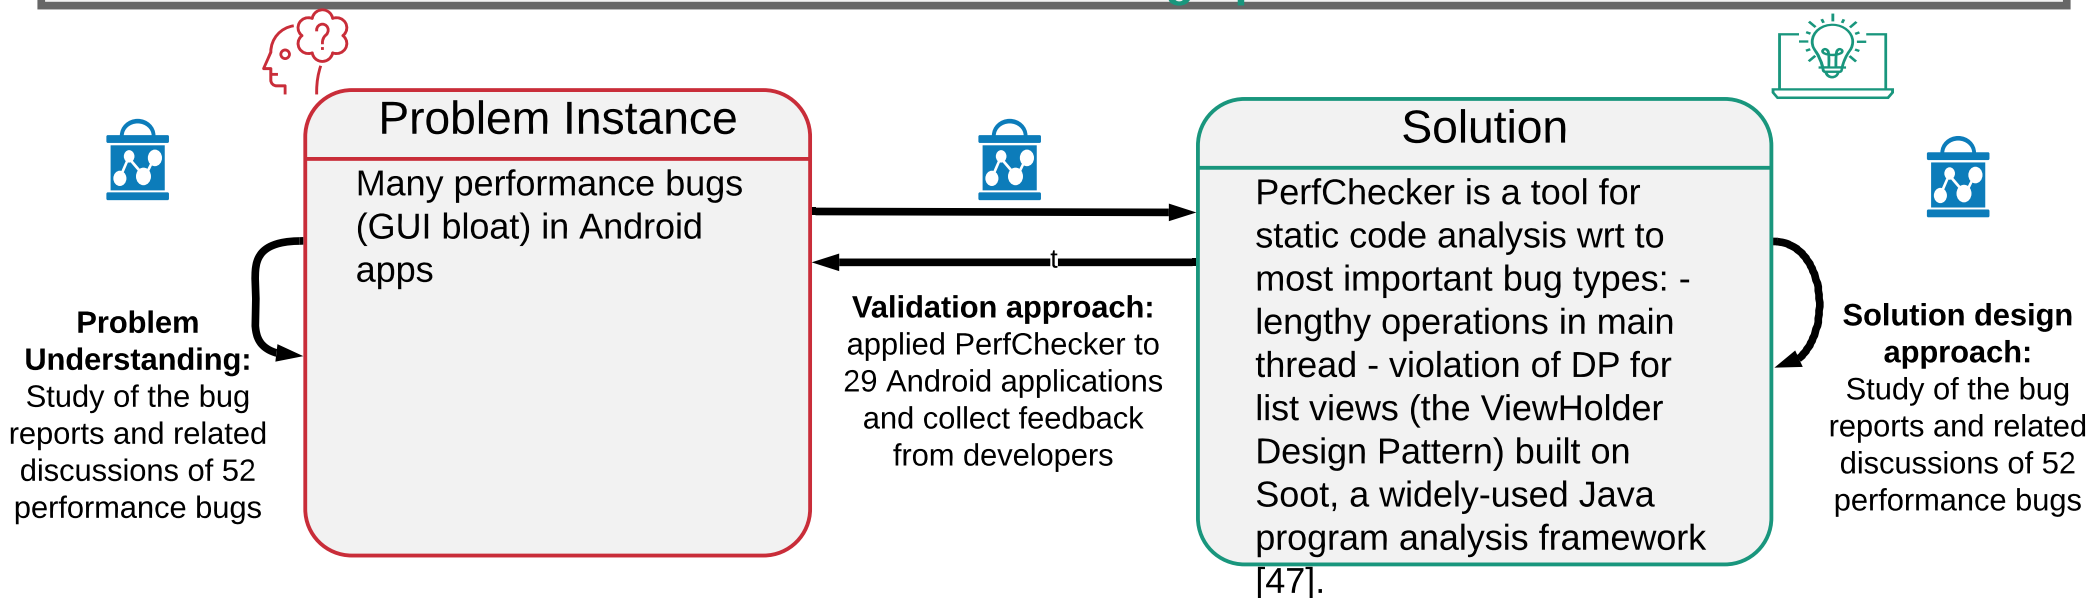 Problem Instance
Many performance bugs
(GUI bloat) in Android
apps
Problem
Understanding:
Study of the bug
reports and related
discussions of 52
performance bugs
t
Validation approach:
applied PerfChecker to
29 Android applications
and collect feedback
from developers
Solution
PerfChecker is a tool for
static code analysis wrt to
most important bug types: -
lengthy operations in main
thread - violation of DP for
list views (the ViewHolder
Design Pattern) built on
Soot, a widely-used Java
program analysis framework
[47].
Solution design
approach:
Study of the bug
reports and related
discussions of 52
performance bugs
?